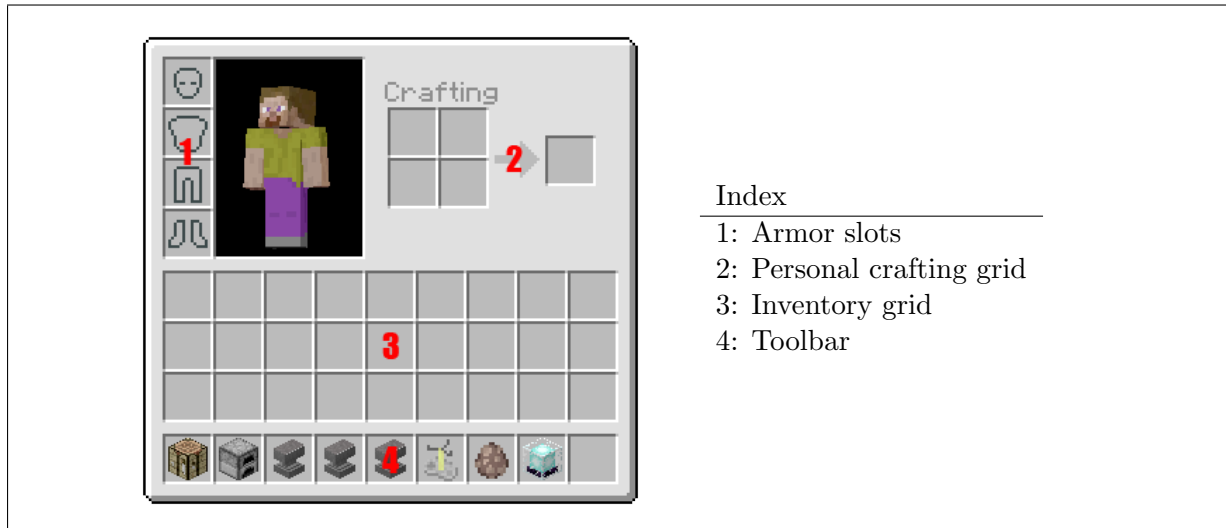 Crafting
1
2
3
4
Index
1: Armor slots
2: Personal crafting grid
3: Inventory grid
4: Toolbar